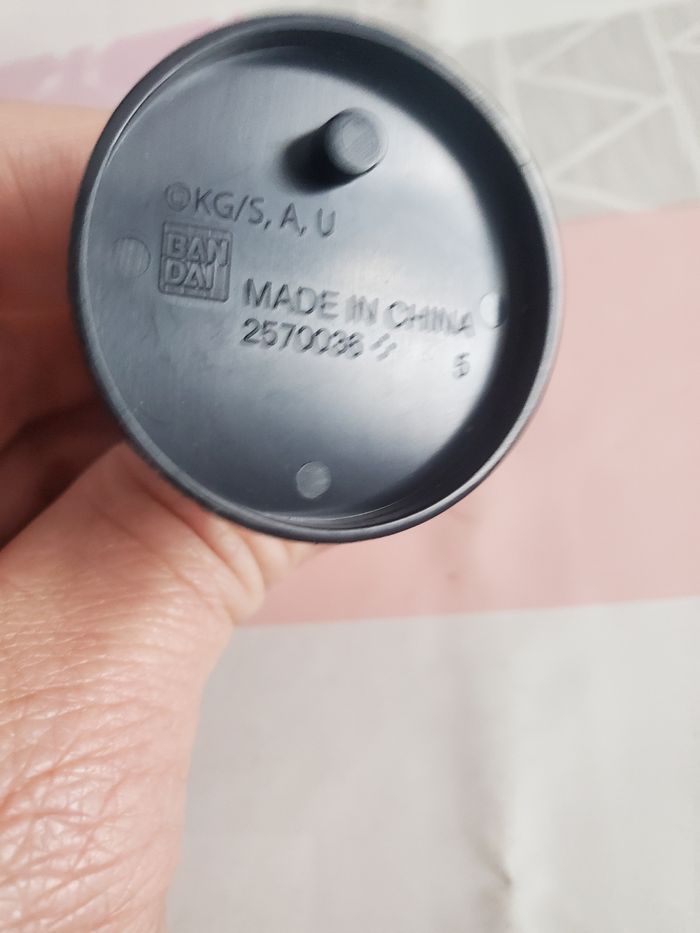 ©KG/S, A, U
BAN
DAI
MADE IN CHINA
2570036
5